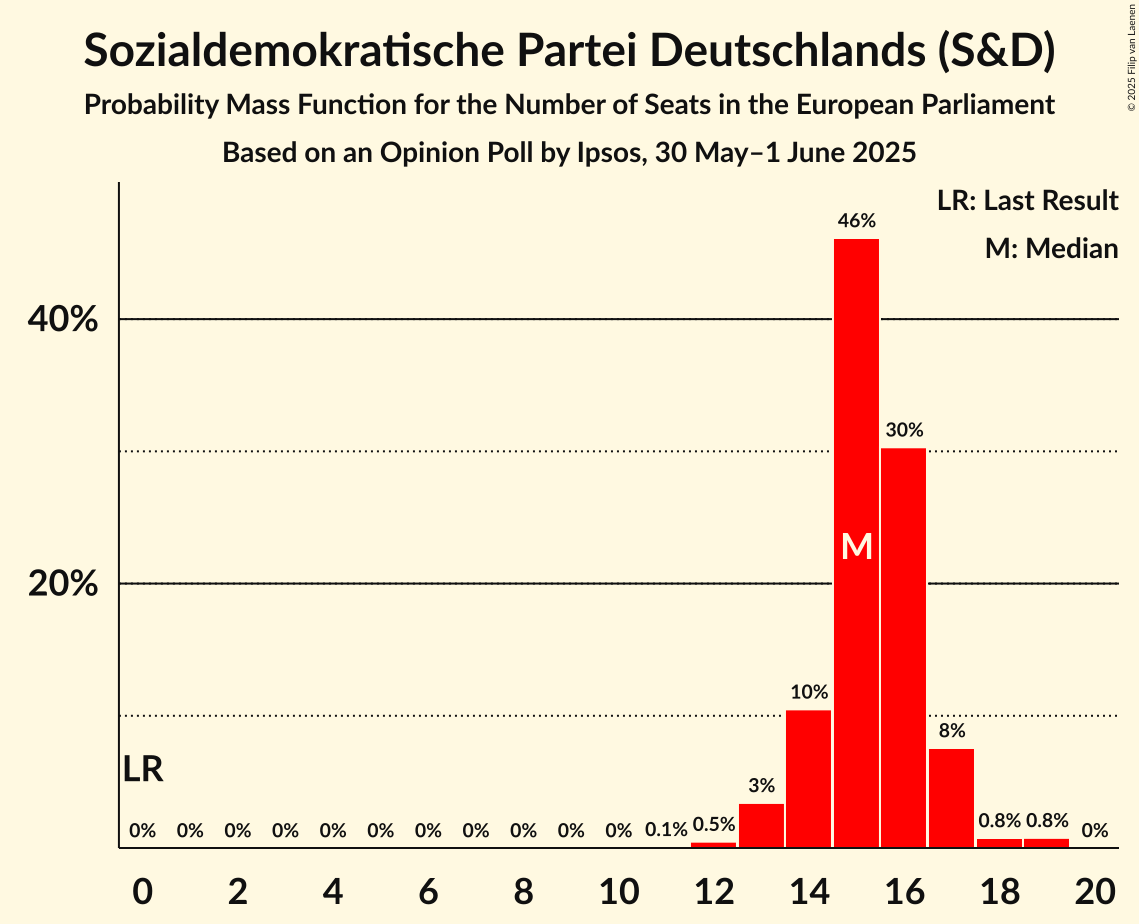 Sozialdemokratische Partei Deutschlands (S&D)
Probability Mass Function for the Number of Seats in the European Parliament
Based on an Opinion Poll by Ipsos, 30 May–1 June 2025
© 2025 Filip van Laenen
LR: Last Result
M: Median
46%
40%
30%
M
20%
10%
8%
LR
3%
0% 0% 0% 0% 0% 0% 0% 0% 0% 0% 0% 0.1% 0.5% 0.8% 0.8% 0%
0 2 4 6 8 10 12 14 16 18 20